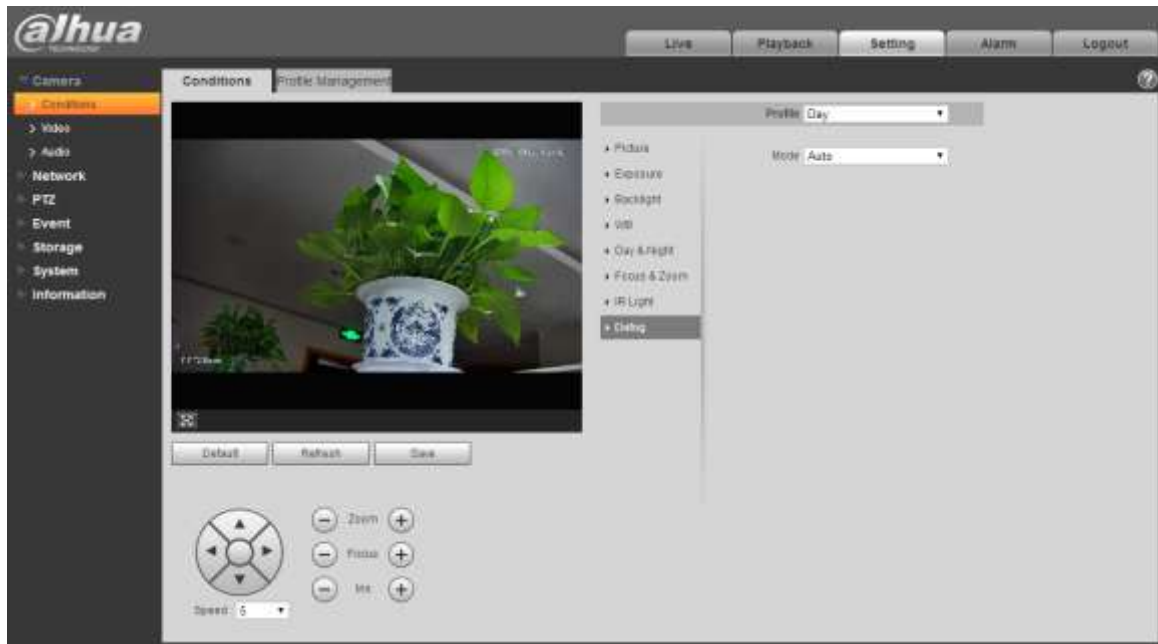 alhua
TECHNOLOGY
Live
Playback
Setting
Alarm
Logout
Camera
Conditions
Video
Audio
Network
PTZ
Event
Storage
System
Information
Conditions
Profile Management
Default
Refresh
Save
Zoom
Focus
Iris
Speed 5
Profile Day
Mode Auto
Picture
Exposure
Backlight
WB
Day & Night
Focus & Zoom
IR Light
Defog